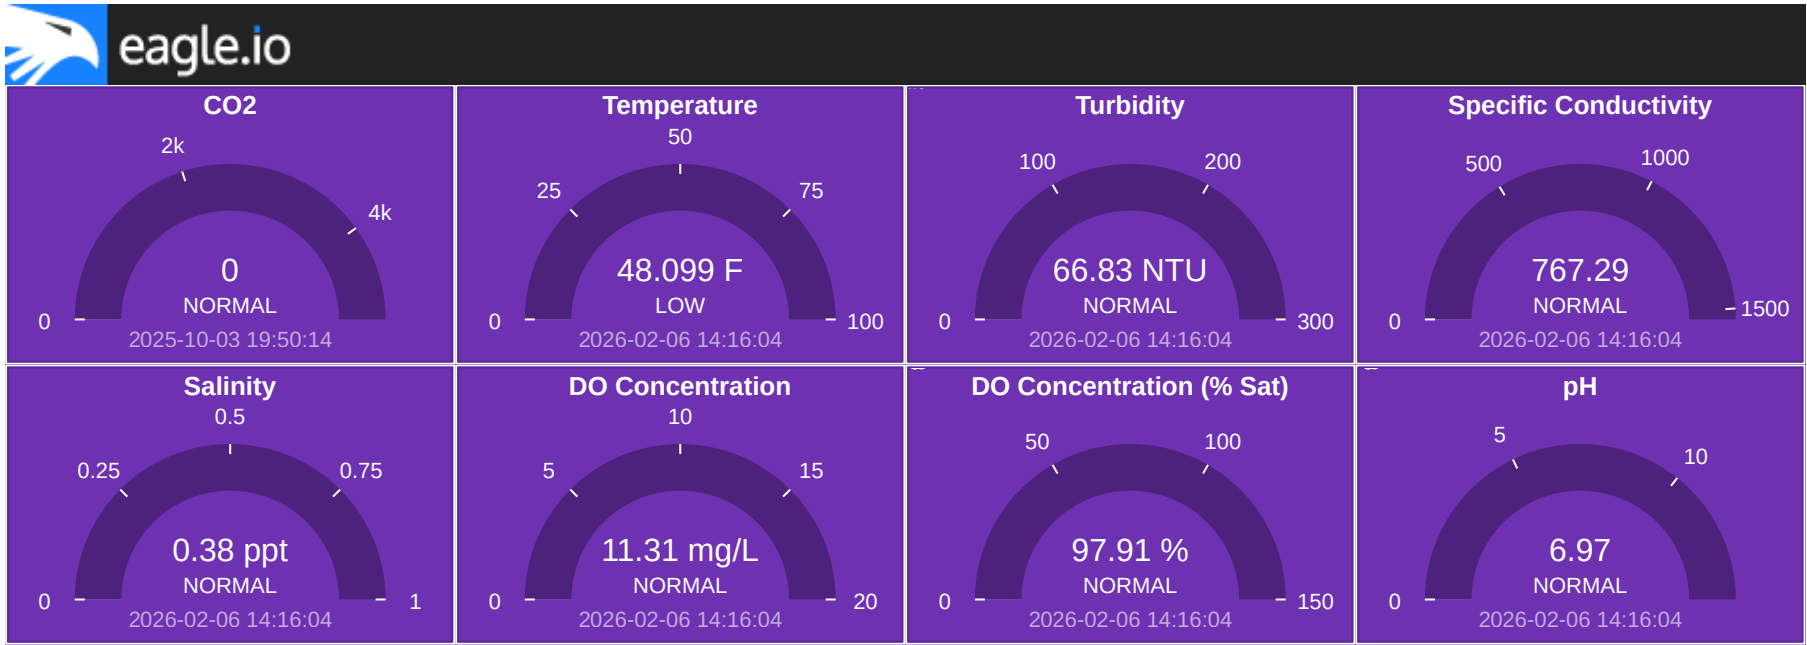 eagle.io
CO2
2k
4k
0
0
NORMAL
2025-10-03 19:50:14
Temperature
50
25
75
48.099 F
LOW
0
100
2026-02-06 14:16:04
Turbidity
100
200
66.83 NTU
NORMAL
0
300
2026-02-06 14:16:04
Specific Conductivity
500
1000
767.29
NORMAL
0
1500
2026-02-06 14:16:04
Salinity
0.5
0.25
0.75
0.38 ppt
NORMAL
0
1
2026-02-06 14:16:04
DO Concentration
10
5
15
11.31 mg/L
NORMAL
0
20
2026-02-06 14:16:04
DO Concentration (% Sat)
50
100
97.91 %
NORMAL
0
150
2026-02-06 14:16:04
pH
5
10
6.97
NORMAL
0
2026-02-06 14:16:04